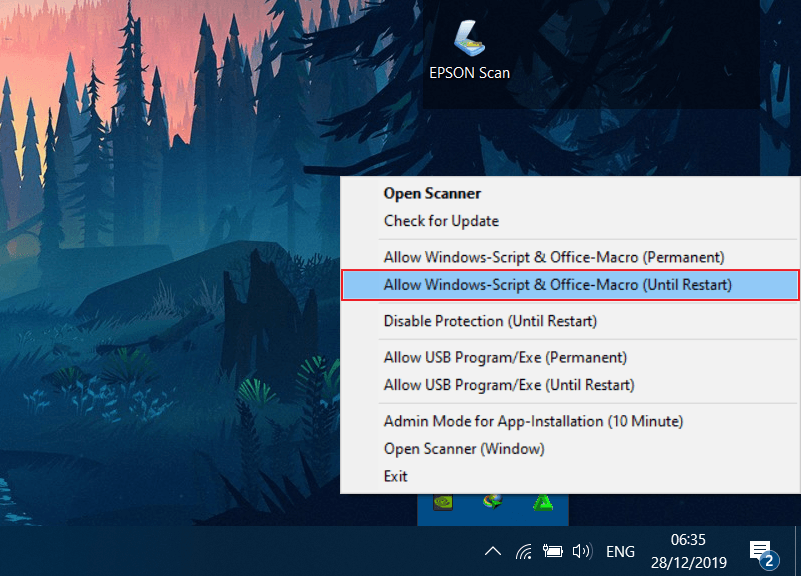 EPSON Scan
Open Scanner
Check for Update
Allow Windows-Script & Office-Macro (Permanent)
Allow Windows-Script & Office-Macro (Until Restart)
Disable Protection (Until Restart)
Allow USB Program/Exe (Permanent)
Allow USB Program/Exe (Until Restart)
Admin Mode for App-Installation (10 Minute)
Open Scanner (Window)
Exit
ENG
06:35
28/12/2019
2